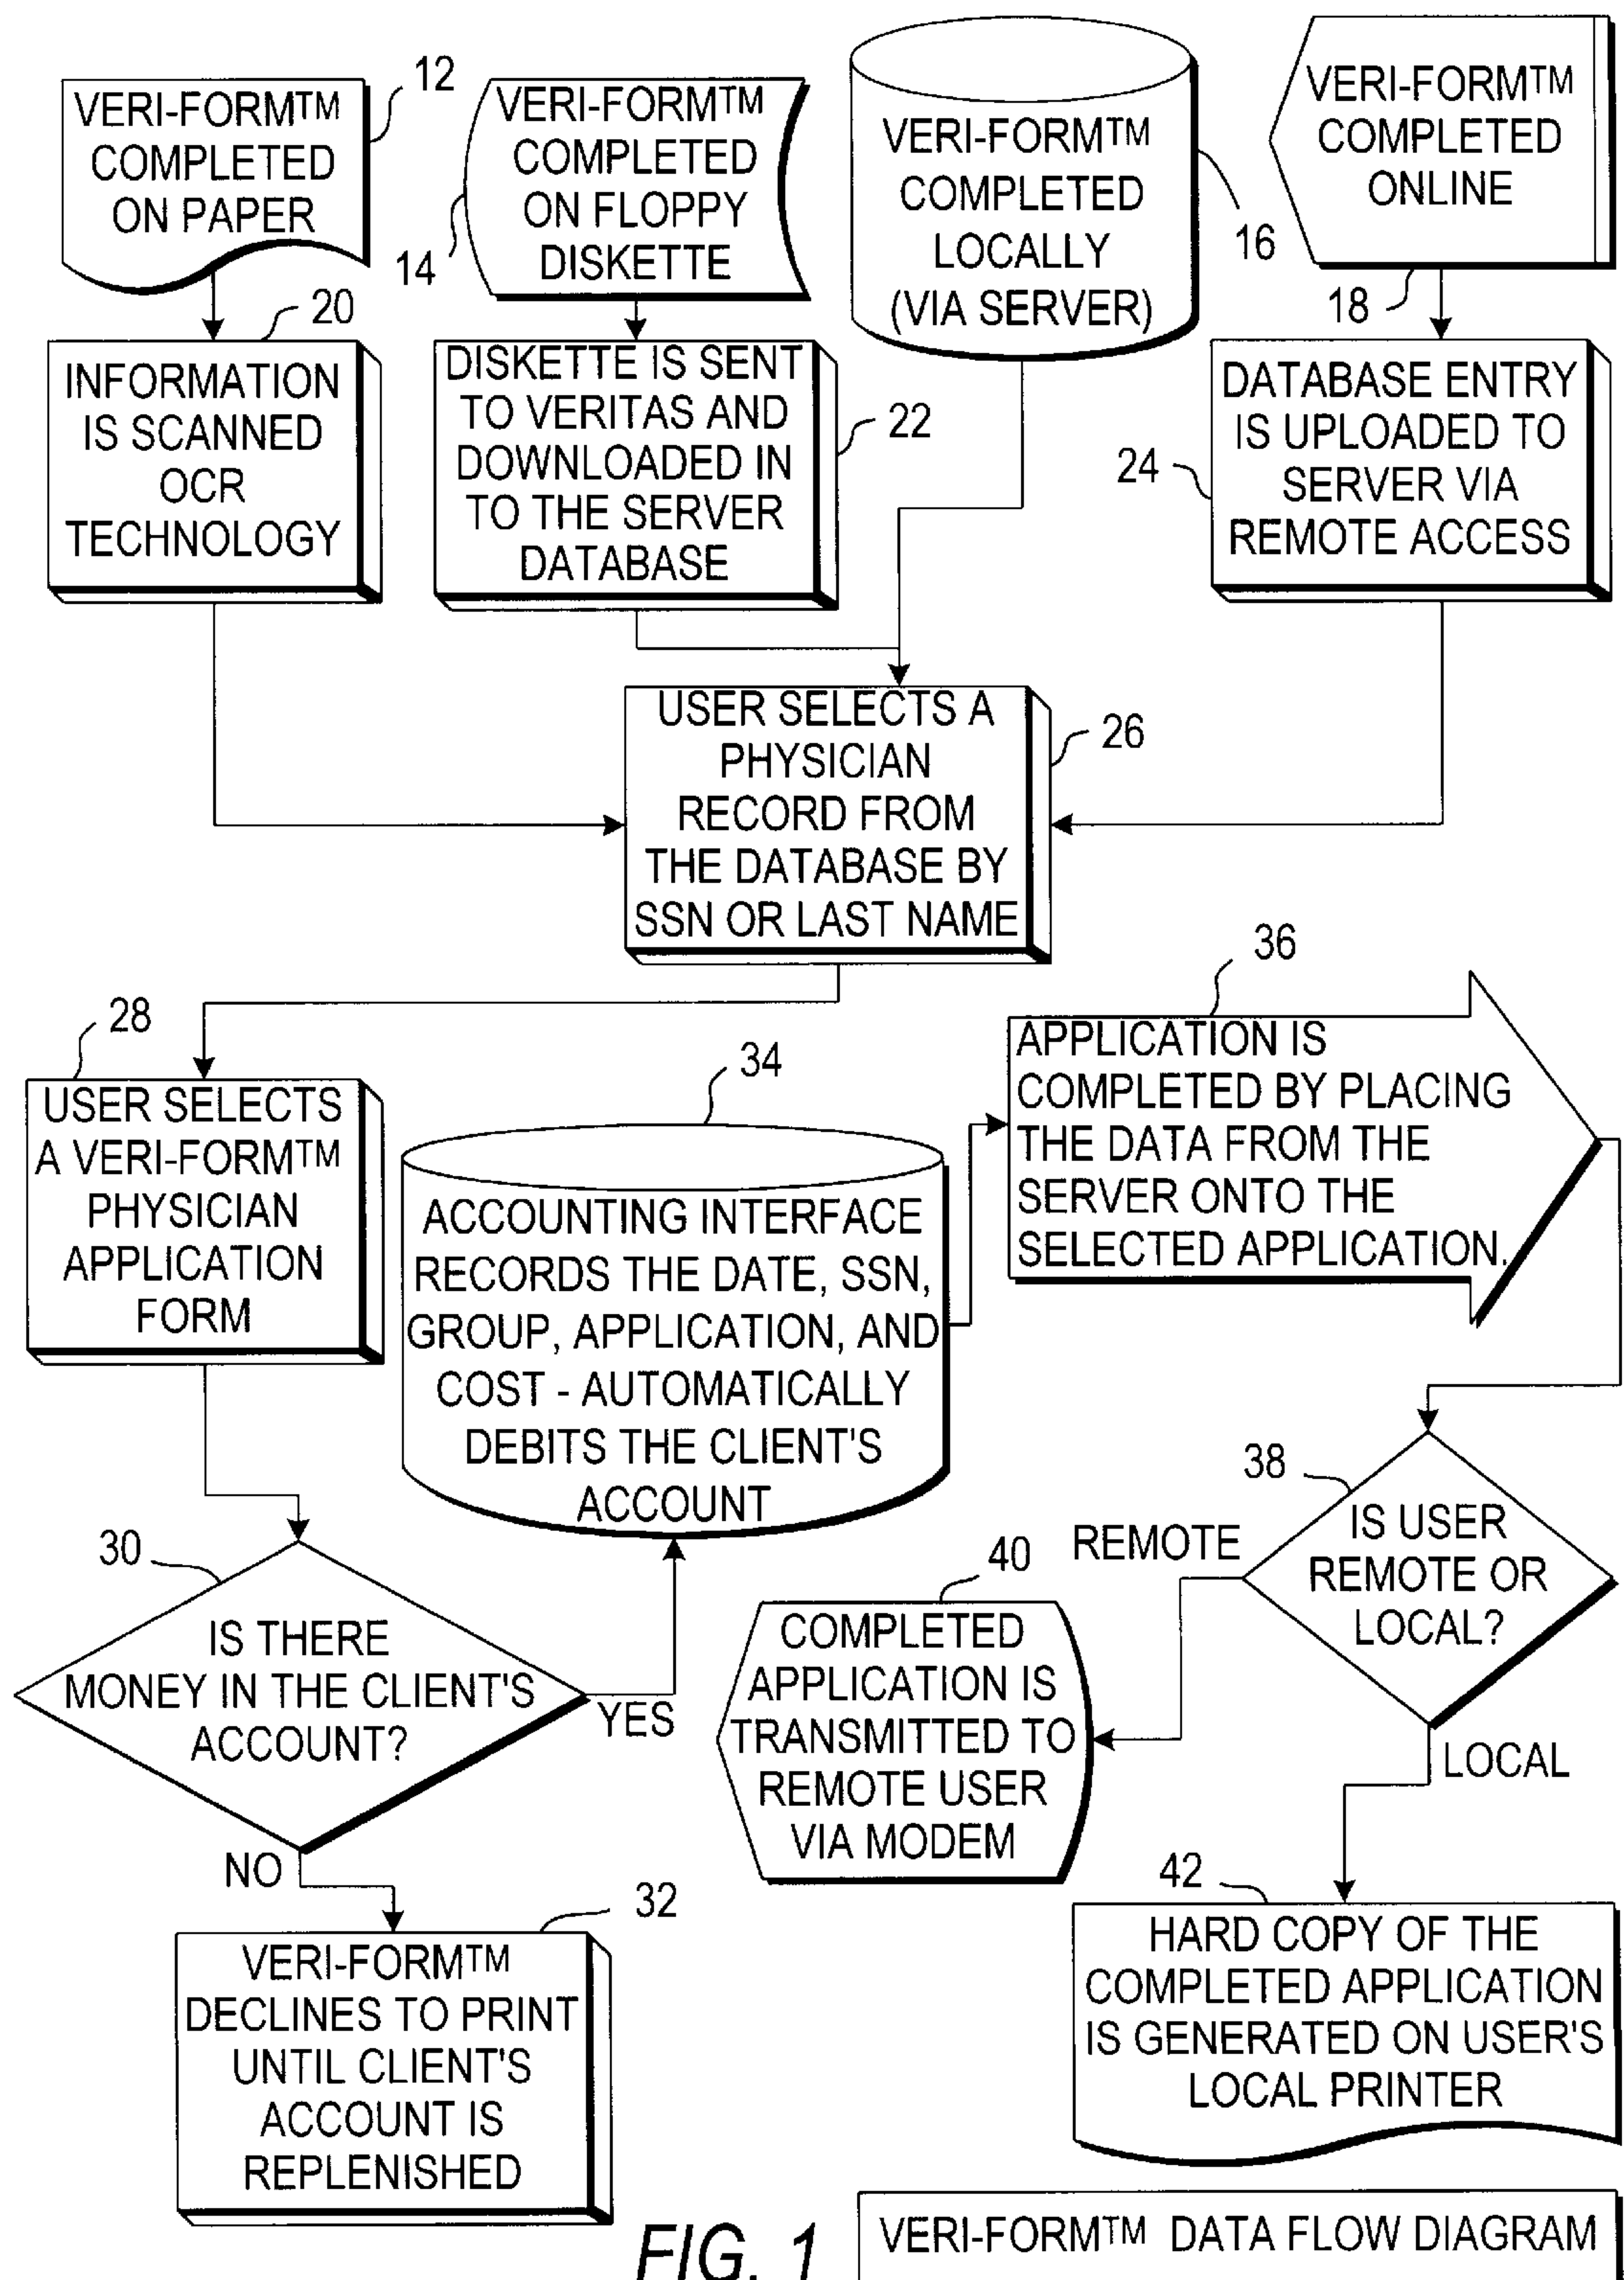 VERI-FORM™
COMPLETED
ON PAPER
12
VERI-FORM™
COMPLETED
ON FLOPPY
DISKETTE
14
VERI-FORM™
COMPLETED
LOCALLY
(VIA SERVER)
16
VERI-FORM™
COMPLETED
ONLINE
18
20
INFORMATION
IS SCANNED
OCR
TECHNOLOGY
DISKETTE IS SENT
TO VERITAS AND
DOWNLOADED IN
TO THE SERVER
DATABASE
22
24
DATABASE ENTRY
IS UPLOADED TO
SERVER VIA
REMOTE ACCESS
USER SELECTS A
PHYSICIAN
RECORD FROM
THE DATABASE BY
SSN OR LAST NAME
26
28
USER SELECTS
A VERI-FORM™
PHYSICIAN
APPLICATION
FORM
34
ACCOUNTING INTERFACE
RECORDS THE DATE, SSN,
GROUP, APPLICATION, AND
COST - AUTOMATICALLY
DEBITS THE CLIENT'S
ACCOUNT
36
APPLICATION IS
COMPLETED BY PLACING
THE DATA FROM THE
SERVER ONTO THE
SELECTED APPLICATION.
30
IS THERE
MONEY IN THE CLIENT'S
ACCOUNT?
YES
NO
32
VERI-FORM™
DECLINES TO PRINT
UNTIL CLIENT'S
ACCOUNT IS
REPLENISHED
38
IS USER
REMOTE OR
LOCAL?
REMOTE
LOCAL
40
COMPLETED
APPLICATION IS
TRANSMITTED TO
REMOTE USER
VIA MODEM
42
HARD COPY OF THE
COMPLETED APPLICATION
IS GENERATED ON USER'S
LOCAL PRINTER
FIG. 1
VERI-FORM™ DATA FLOW DIAGRAM